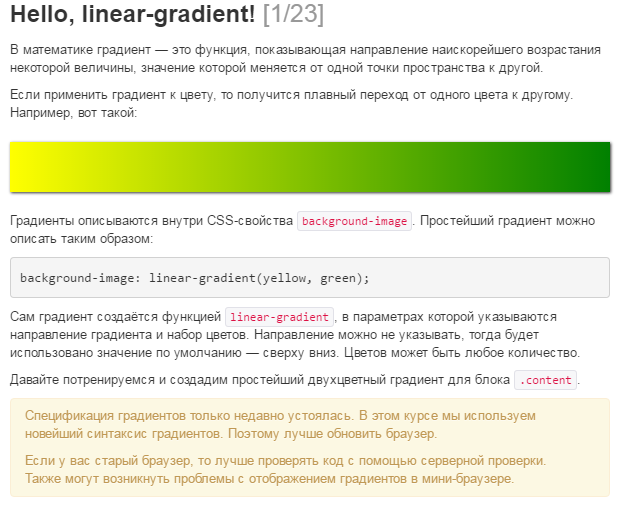 Hello, linear-gradient! [1/23]
В математике градиент — это функция, показывающая направление наискорейшего возрастания
некоторой величины, значение которой меняется от одной точки пространства к другой.
Если применить градиент к цвету, то получится плавный переход от одного цвета к другому.
Например, вот такой:
Градиенты описываются внутри CSS-свойства background-image. Простейший градиент можно
описать таким образом:
background-image: linear-gradient(yellow, green);
Сам градиент создаётся функцией linear-gradient, в параметрах которой указываются
направление градиента и набор цветов. Направление можно не указывать, тогда будет
использовано значение по умолчанию — сверху вниз. Цветов может быть любое количество.
Давайте потренируемся и создадим простейший двухцветный градиент для блока .content.
Спецификация градиентов только недавно устоялась. В этом курсе мы используем
новейший синтаксис градиентов. Поэтому лучше обновить браузер.
Если у вас старый браузер, то лучше проверять код с помощью серверной проверки.
Также могут возникнуть проблемы с отображением градиентов в мини-браузере.